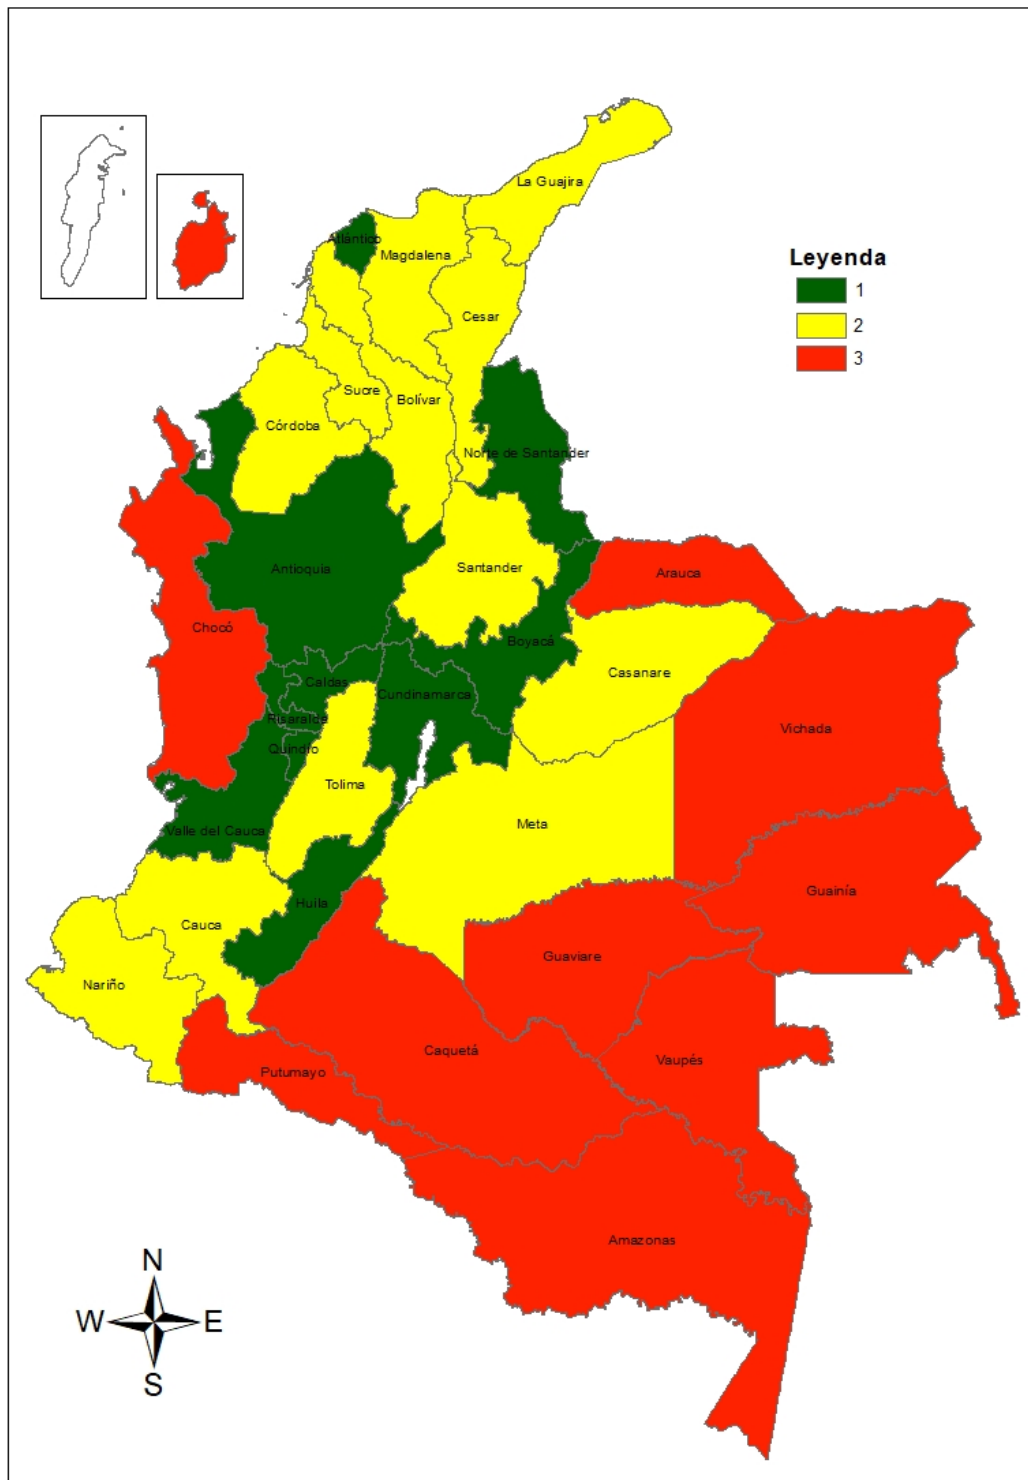 La Guajira
Atlántico
Magdalena
Leyenda
1
Cesar
2
3
Sucre
Bolívar
Córdoba
Norte de Santander
Antioquia
Santander
Arauca
Chocó
Boyacá
Casanare
Caldas
Cundinamarca
Risaralda
Vichada
Quindío
Tolima
Meta
Valle del Cauca
Guainía
Huila
Cauca
Guaviare
Nariño
Caquetá
Vaupés
Putumayo
Amazonas
N
W E
S